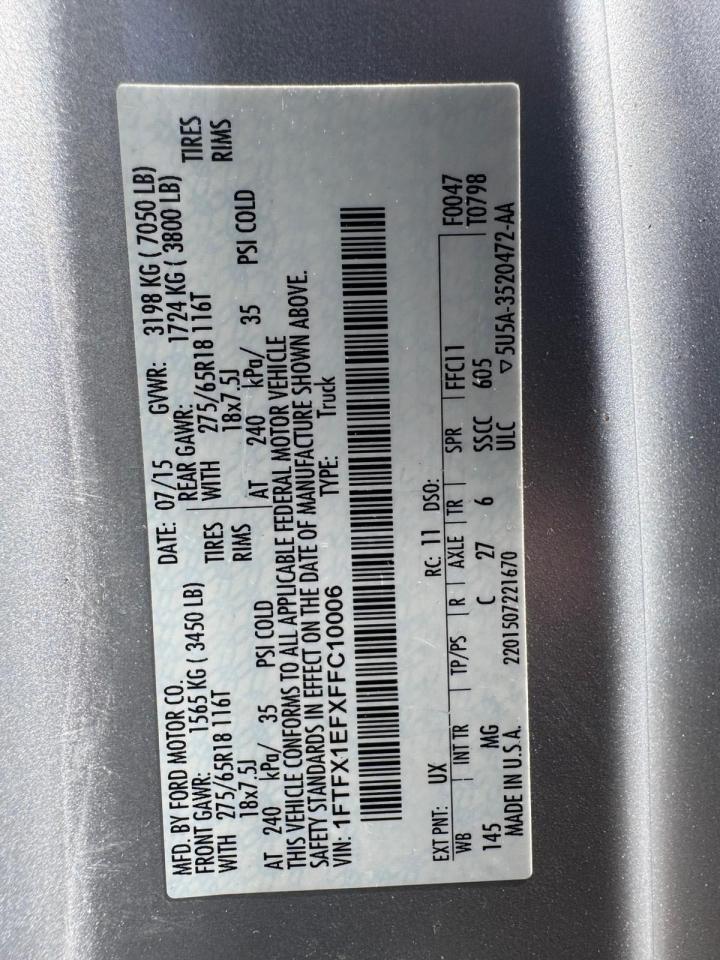 MFD. BY FORD MOTOR CO.
DATE: 07/15 GVWR: 3198 KG ( 7050 LB)
FRONT GAWR: 1565 KG ( 3450 LB) REAR GAWR: 1724 KG ( 3800 LB)
WITH 275/65R18 116T TIRES WITH 275/65R18 116T TIRES
18x7.5J RIMS 18x7.5J RIMS
AT 240 kPa/ 35 PSI COLD AT 240 kPa/ 35 PSI COLD
THIS VEHICLE CONFORMS TO ALL APPLICABLE FEDERAL MOTOR VEHICLE
SAFETY STANDARDS IN EFFECT ON THE DATE OF MANUFACTURE SHOWN ABOVE.
VIN: 1FTFX1EFXFFC10006 TYPE: Truck
EXT PNT: UX RC: 11 DSO: F0047
WB INT TR TP/PS R AXLE TR SPR FFCI1 T0798
145 MG C 27 6 SSCC 605
MADE IN U.S.A. 2201507221670 ULC ▽5U5A-3520472-AA